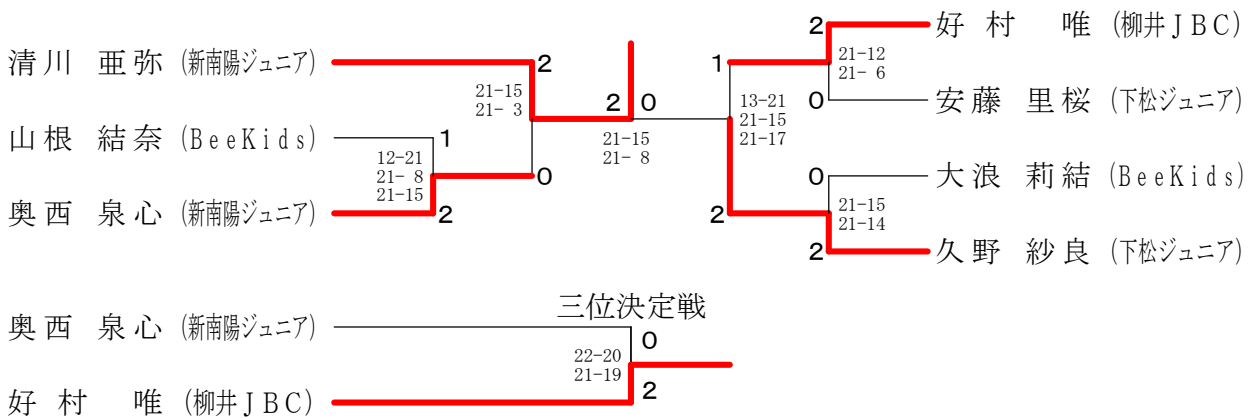 清川 亜弥 (新南陽ジュニア)
山根 結奈 (BeeKids)
奥西 泉心 (新南陽ジュニア)
2
21-15
21- 3
1
12-21
21- 8
21-15
0
2
2 0
21-15
21- 8
好村 唯 (柳井JBC)
安藤 里桜 (下松ジュニア)
大浪 莉結 (BeeKids)
久野 紗良 (下松ジュニア)
2
21-12
21- 6
0
1
13-21
21-15
21-17
2
0
21-15
21-14
2
三位決定戦
奥西 泉心 (新南陽ジュニア)
好村 唯 (柳井JBC)
0
22-20
21-19
2